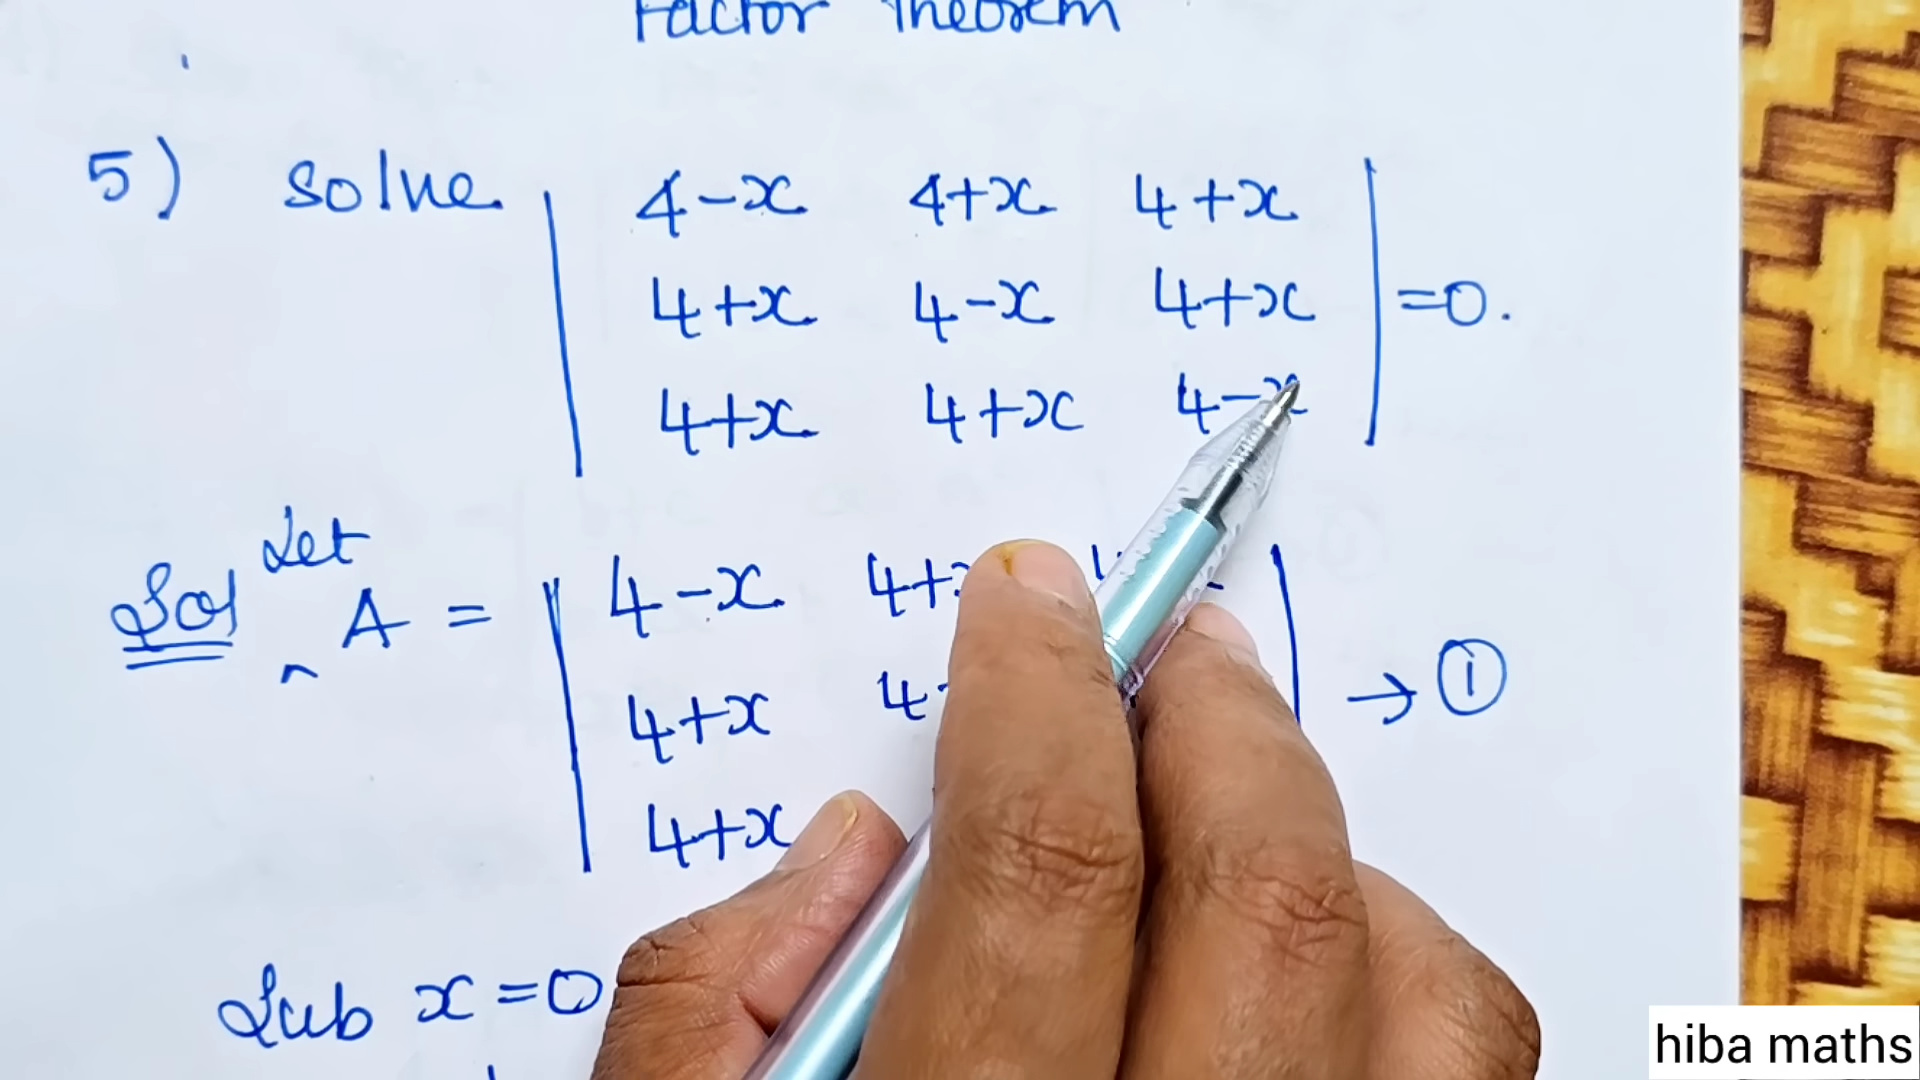 Factor Theorem
5) Solve
4-x 4+x 4+x
4+x 4-x 4+x =0.
4+x 4+x 4-x
Sol Let A = 4-x 4+x
4+x → ①
4+x
Sub x=0
hiba maths